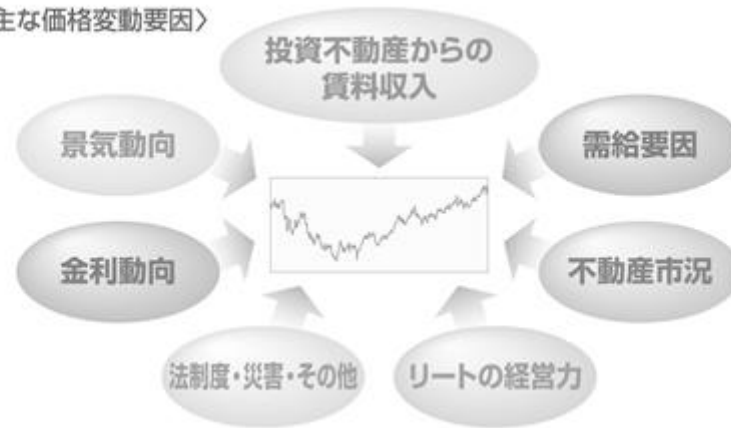 主な価格変動要因〉
投資不動産からの
賃料収入
景気動向
需給要因
金利動向
不動産市況
法制度・災害・その他
リートの経営力